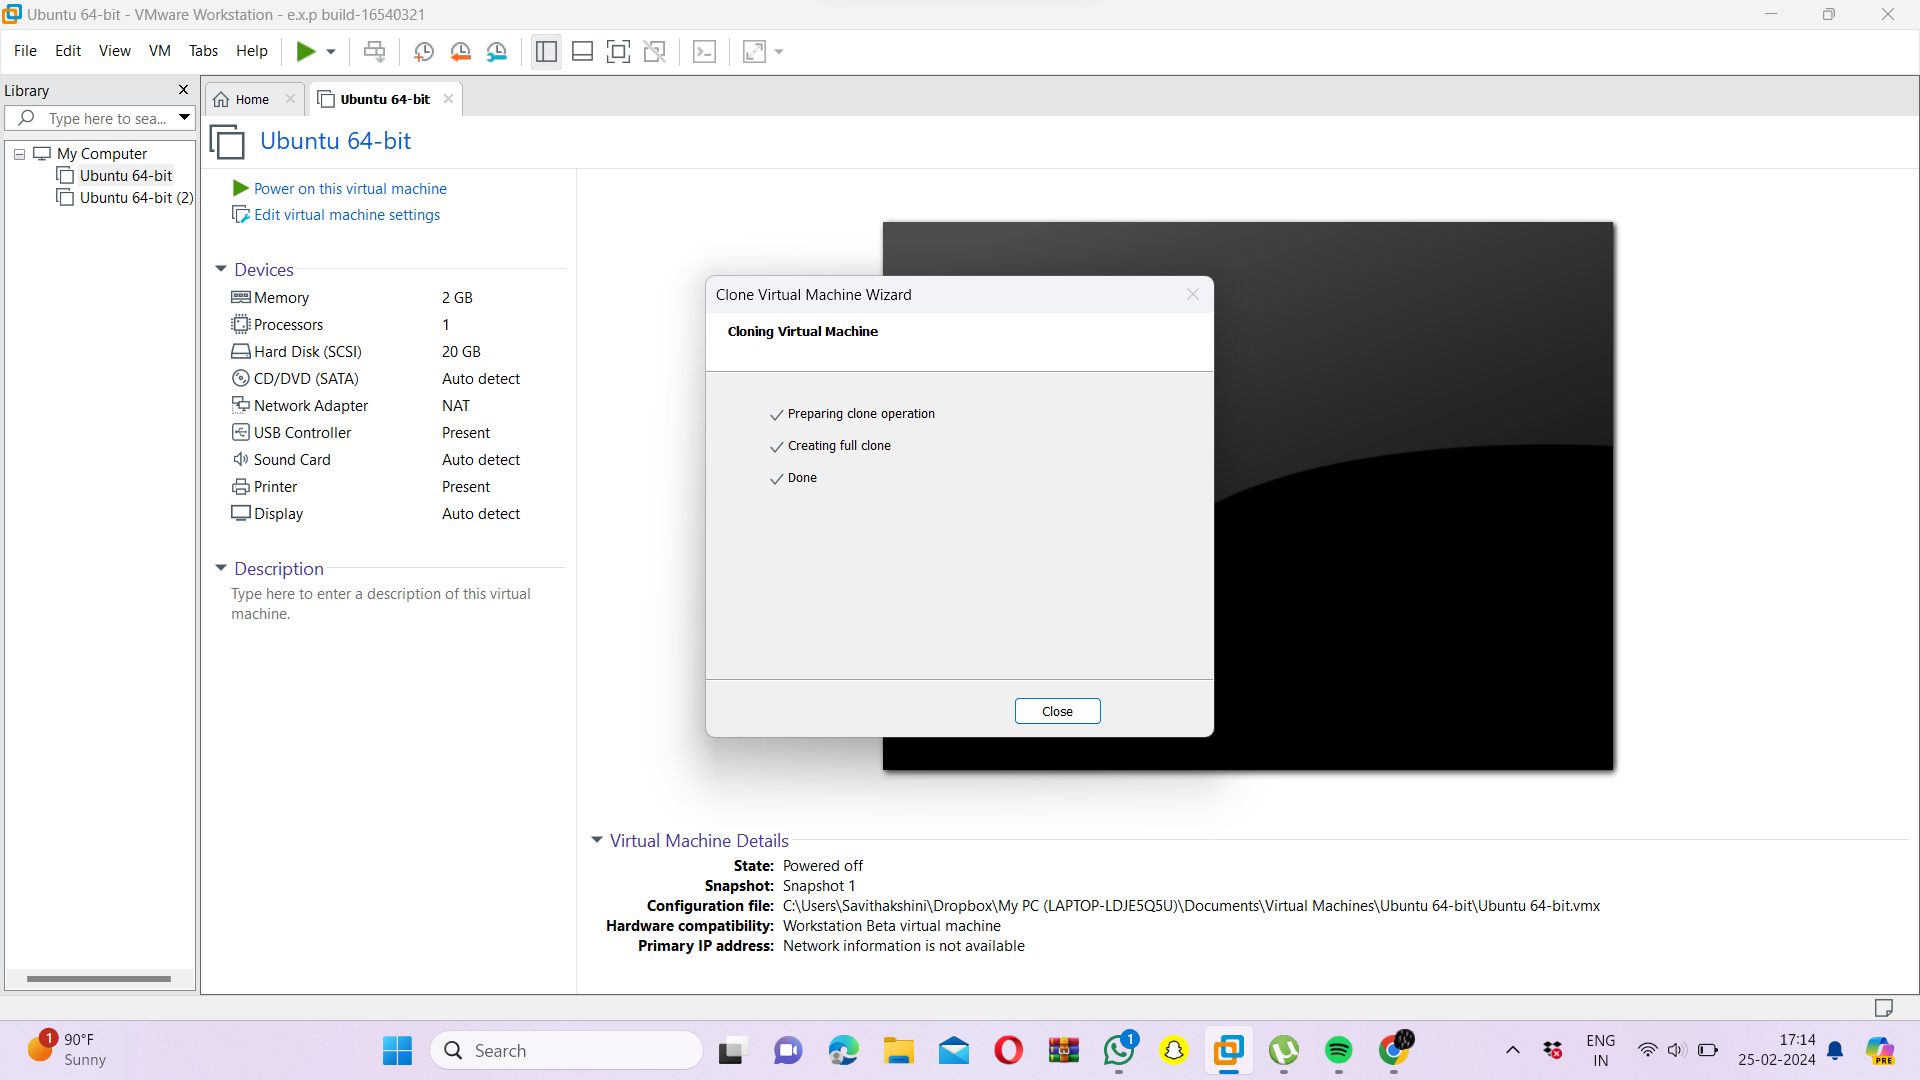 Ubuntu 64-bit - VMware Workstation - e.x.p build-16540321
File Edit View VM Tabs Help
Library
Type here to sea...
My Computer
Ubuntu 64-bit
Ubuntu 64-bit (2)
Home
Ubuntu 64-bit
Ubuntu 64-bit
Power on this virtual machine
Edit virtual machine settings
Devices
Memory 2 GB
Processors 1
Hard Disk (SCSI) 20 GB
CD/DVD (SATA) Auto detect
Network Adapter NAT
USB Controller Present
Sound Card Auto detect
Printer Present
Display Auto detect
Description
Type here to enter a description of this virtual
machine.
Clone Virtual Machine Wizard
Cloning Virtual Machine
Preparing clone operation
Creating full clone
Done
Close
Virtual Machine Details
State: Powered off
Snapshot: Snapshot 1
Configuration file: C:\Users\Savithakshini\Dropbox\My PC (LAPTOP-LDJE5Q5U)\Documents\Virtual Machines\Ubuntu 64-bit\Ubuntu 64-bit.vmx
Hardware compatibility: Workstation Beta virtual machine
Primary IP address: Network information is not available
1
90°F
Sunny
Search
1
ENG
IN
17:14
25-02-2024
PRE